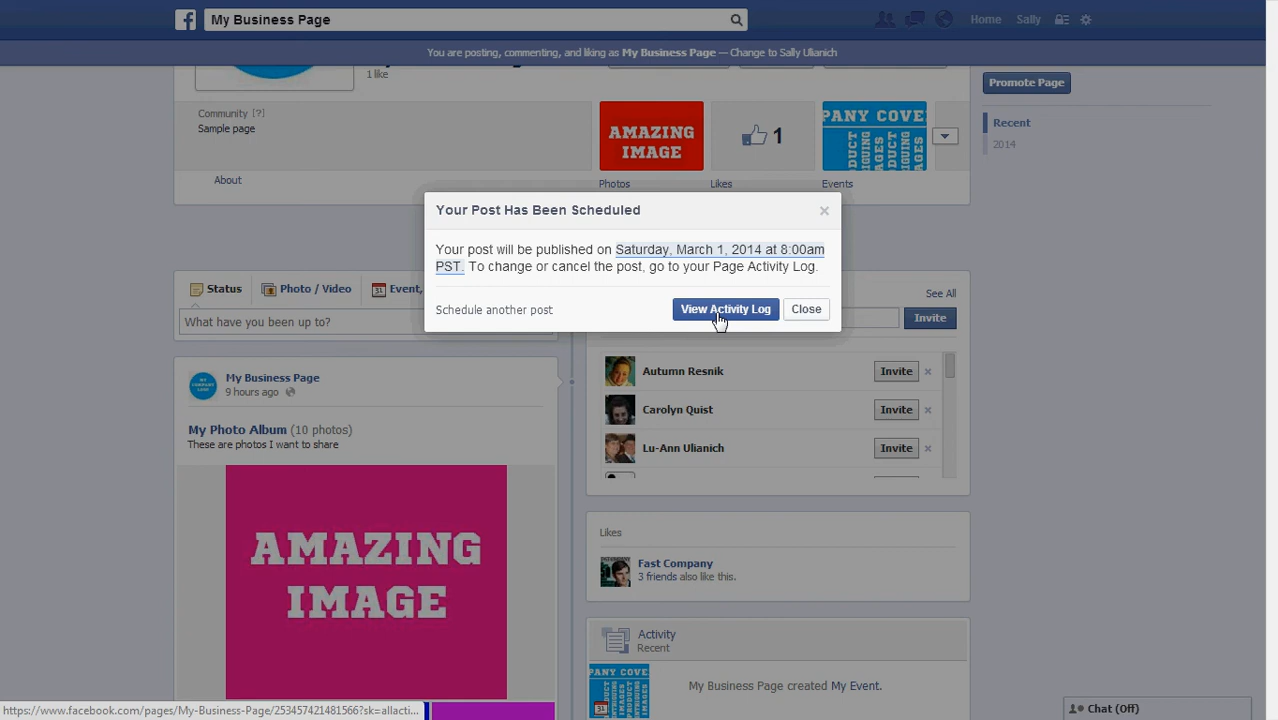 My Business Page
Home
Sally
You are posting, commenting, and liking as My Business Page — Change to Sally Ulianich
1 like
Promote Page
Community [?]
Sample page
AMAZING
IMAGE
1
PANY COVE
Recent
2014
About
Photos
Likes
Events
Your Post Has Been Scheduled
×
Your post will be published on Saturday, March 1, 2014 at 8:00am
PST. To change or cancel the post, go to your Page Activity Log.
Schedule another post
View Activity Log
Close
Status
Photo / Video
Event,
See All
What have you been up to?
Invite
Autumn Resnik
Invite
×
Carolyn Quist
Invite
×
Lu-Ann Ulianich
Invite
×
My Business Page
9 hours ago
My Photo Album (10 photos)
These are photos I want to share
AMAZING
IMAGE
Likes
Fast Company
3 friends also like this.
Activity
Recent
PANY COVE
My Business Page created My Event.
https://www.facebook.com/pages/My-Business-Page/253457421481566?sk=allacti...
Chat (Off)